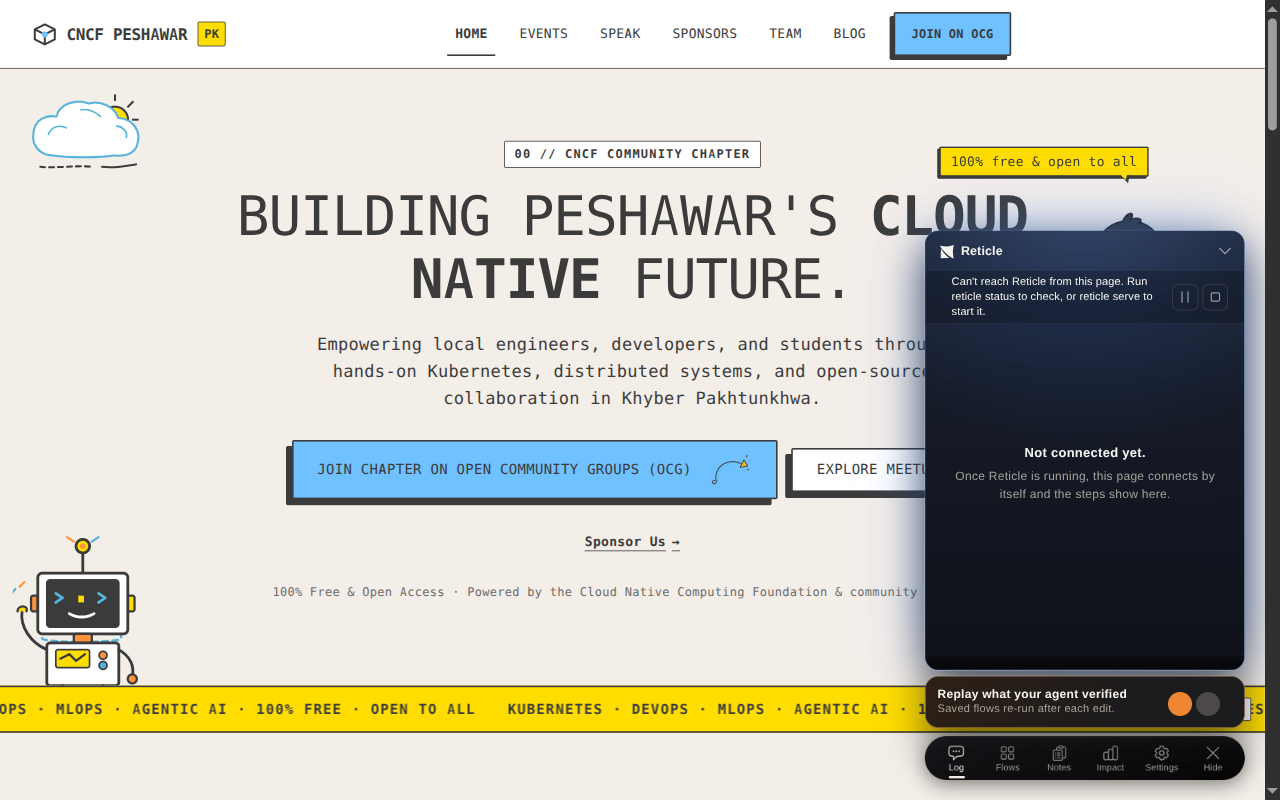 CNCF PESHAWAR PK
HOME EVENTS SPEAK SPONSORS TEAM BLOG JOIN ON OCG
00 // CNCF COMMUNITY CHAPTER
100% free & open to all
BUILDING PESHAWAR'S CLOUD
NATIVE FUTURE.
Empowering local engineers, developers, and students
hands-on Kubernetes, distributed systems, and open-source
collaboration in Khyber Pakhtunkhwa.
JOIN CHAPTER ON OPEN COMMUNITY GROUPS (OCG)
EXPLORE
Sponsor Us →
100% Free & Open Access · Powered by the Cloud Native Computing Foundation & community
OPS · MLOPS · AGENTIC AI · 100% FREE · OPEN TO ALL KUBERNETES · DEVOPS · MLOPS · AGENTIC AI ·
Reticle
Can't reach Reticle from this page. Run
reticle status to check, or reticle serve to
start it.
Not connected yet.
Once Reticle is running, this page connects by
itself and the steps show here.
Replay what your agent verified
Saved flows re-run after each edit.
Log Flows Notes Impact Settings Hide